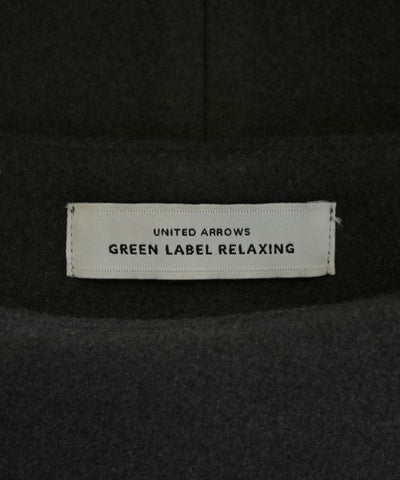 UNITED ARROWS
GREEN LABEL RELAXING